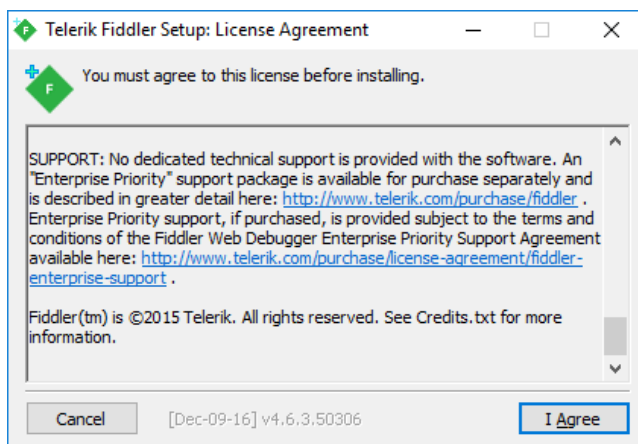 Telerik Fiddler Setup: License Agreement
F
You must agree to this license before installing.
SUPPORT: No dedicated technical support is provided with the software. An
"Enterprise Priority" support package is available for purchase separately and
is described in greater detail here: http://www.telerik.com/purchase/fiddler .
Enterprise Priority support, if purchased, is provided subject to the terms and
conditions of the Fiddler Web Debugger Enterprise Priority Support Agreement
available here: http://www.telerik.com/purchase/license-agreement/fiddler-
enterprise-support .
Fiddler(tm) is ©2015 Telerik. All rights reserved. See Credits.txt for more
information.
Cancel
[Dec-09-16] v4.6.3.50306
I Agree